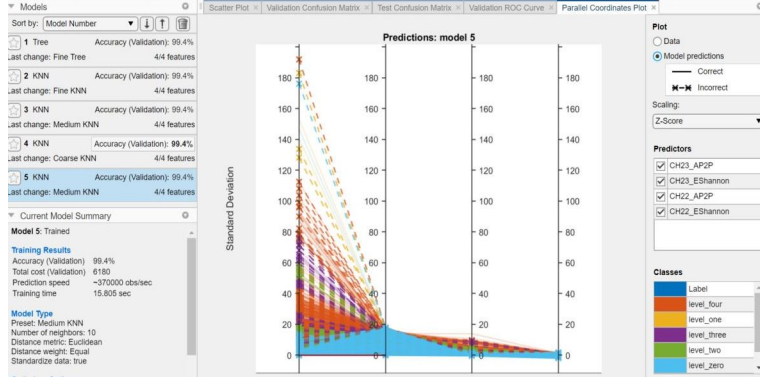 Models
Sort by: Model Number
1 Tree Accuracy (Validation): 99.4%
Last change: Fine Tree 4/4 features
2 KNN Accuracy (Validation): 99.4%
Last change: Fine KNN 4/4 features
3 KNN Accuracy (Validation): 99.4%
Last change: Medium KNN 4/4 features
4 KNN Accuracy (Validation): 99.4%
Last change: Coarse KNN 4/4 features
5 KNN Accuracy (Validation): 99.4%
Last change: Medium KNN 4/4 features
Current Model Summary
Model 5: Trained
Training Results
Accuracy (Validation) 99.4%
Total cost (Validation) 6180
Prediction speed ~370000 obs/sec
Training time 15.805 sec
Model Type
Preset: Medium KNN
Number of neighbors: 10
Distance metric: Euclidean
Distance weight: Equal
Standardize data: true
Scatter Plot × Validation Confusion Matrix × Test Confusion Matrix × Validation ROC Curve × Parallel Coordinates Plot ×
Predictions: model 5
Standard Deviation
180 180 180 180
160 160 160 160
140 140 140 140
120 120 120 120
100 100 100 100
80 80 80 80
60 60 60 60
40 40 40 40
20 20 20 20
0 0 0 0
Plot
Data
Model predictions
Correct
Incorrect
Scaling:
Z-Score
Predictors
CH23_AP2P
CH23_EShannon
CH22_AP2P
CH22_EShannon
Classes
Label
level_four
level_one
level_three
level_two
level_zero